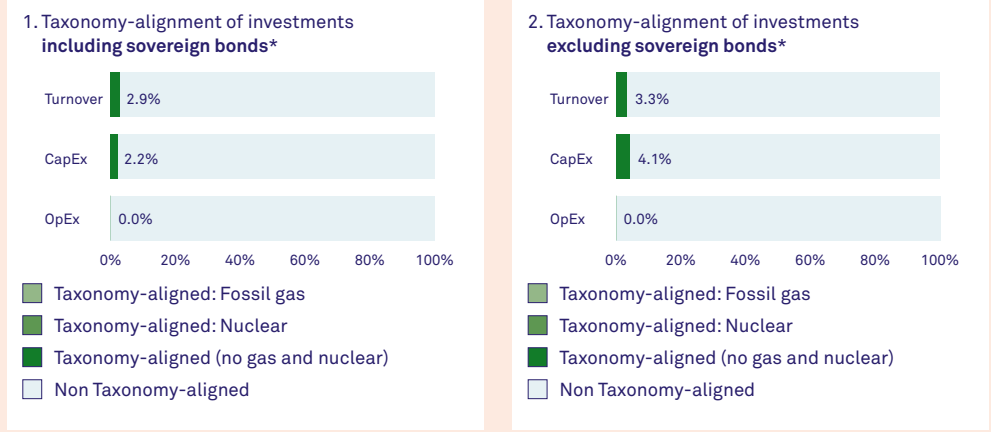 1. Taxonomy-alignment of investments
including sovereign bonds*
Turnover 2.9%
CapEx 2.2%
OpEx 0.0%
0% 20% 40% 60% 80% 100%
Taxonomy-aligned: Fossil gas
Taxonomy-aligned: Nuclear
Taxonomy-aligned (no gas and nuclear)
Non Taxonomy-aligned
2. Taxonomy-alignment of investments
excluding sovereign bonds*
Turnover 3.3%
CapEx 4.1%
OpEx 0.0%
0% 20% 40% 60% 80% 100%
Taxonomy-aligned: Fossil gas
Taxonomy-aligned: Nuclear
Taxonomy-aligned (no gas and nuclear)
Non Taxonomy-aligned